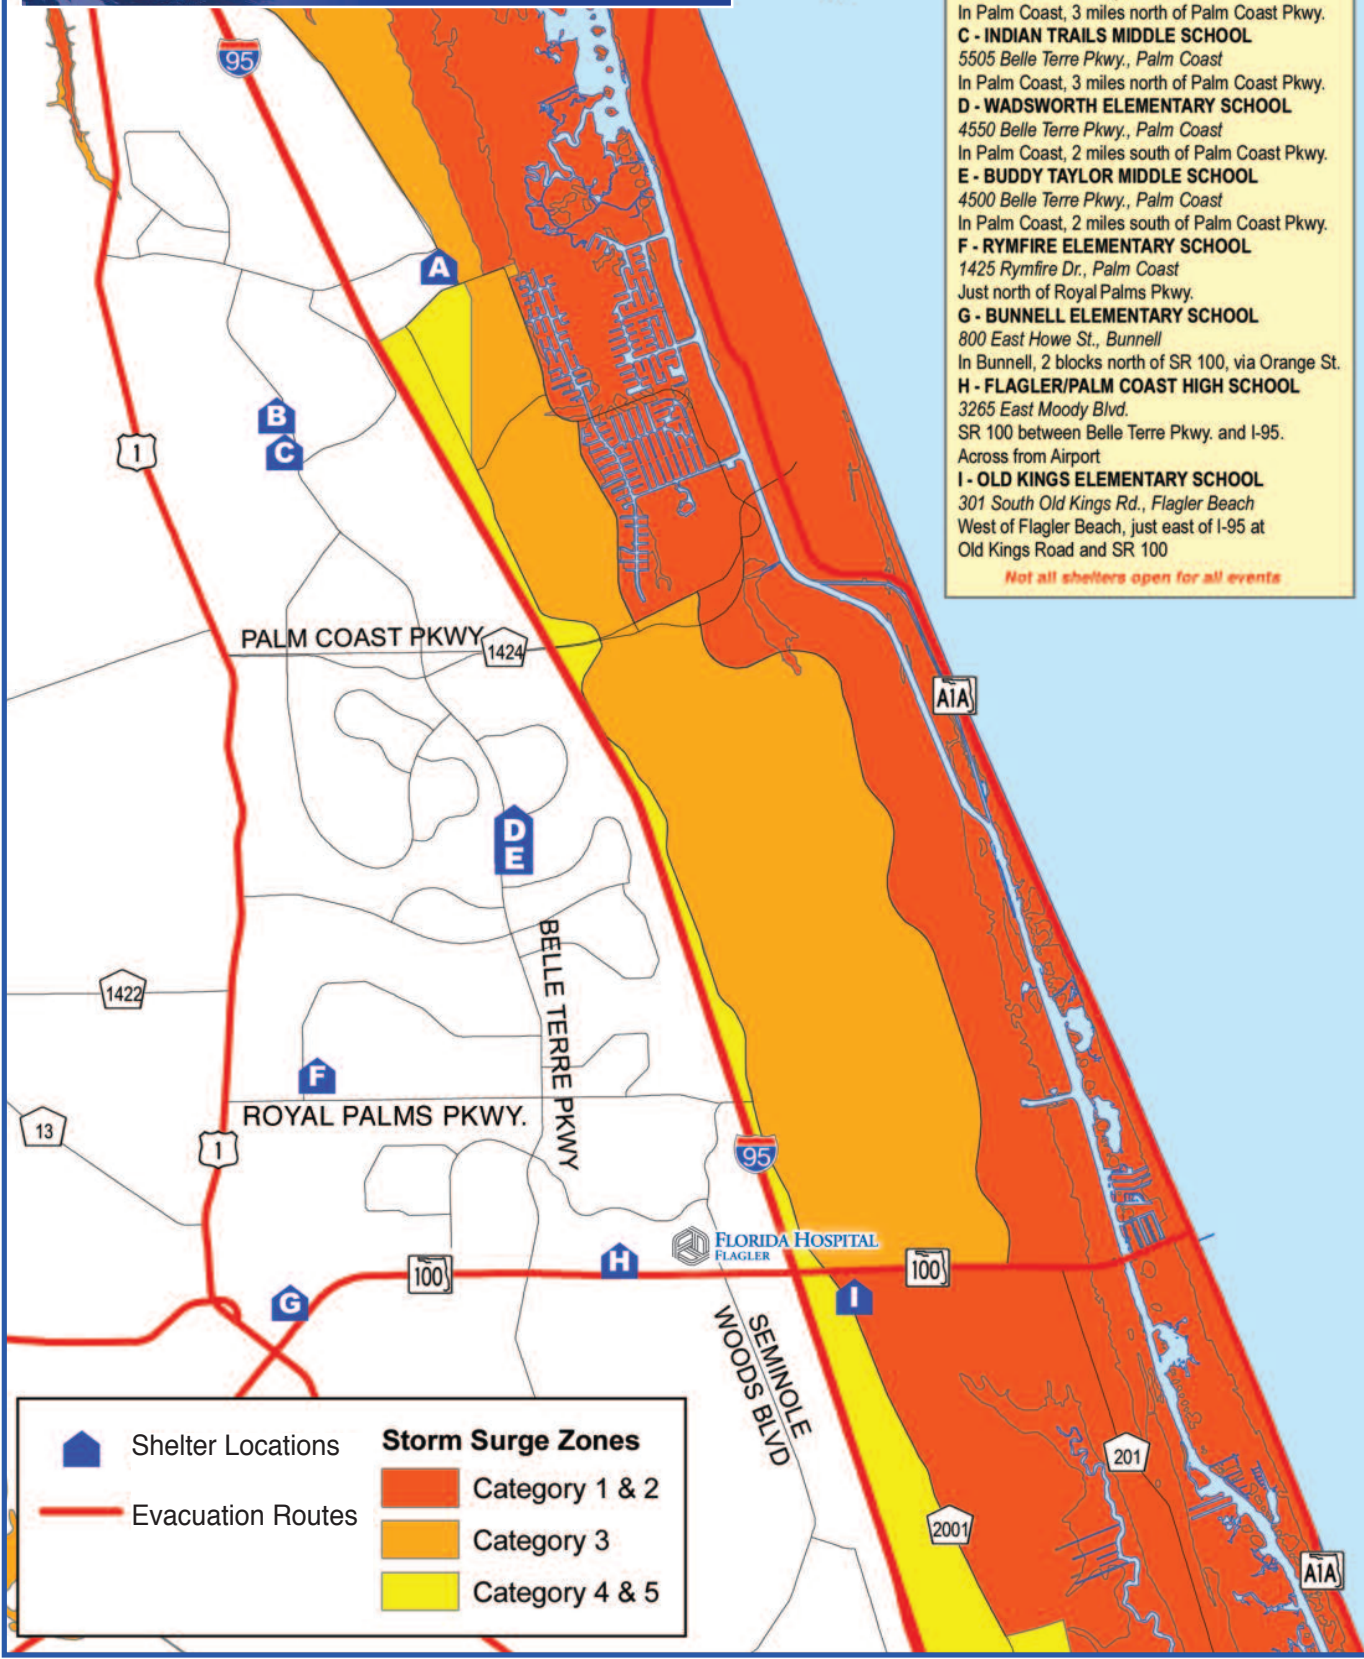 In Palm Coast, 3 miles north of Palm Coast Pkwy.
C - INDIAN TRAILS MIDDLE SCHOOL
5505 Belle Terre Pkwy., Palm Coast
In Palm Coast, 3 miles north of Palm Coast Pkwy.
D - WADSWORTH ELEMENTARY SCHOOL
4550 Belle Terre Pkwy., Palm Coast
In Palm Coast, 2 miles south of Palm Coast Pkwy.
E - BUDDY TAYLOR MIDDLE SCHOOL
4500 Belle Terre Pkwy., Palm Coast
In Palm Coast, 2 miles south of Palm Coast Pkwy.
F - RYMFIRE ELEMENTARY SCHOOL
1425 Rymfire Dr., Palm Coast
Just north of Royal Palms Pkwy.
G - BUNNELL ELEMENTARY SCHOOL
800 East Howe St., Bunnell
In Bunnell, 2 blocks north of SR 100, via Orange St.
H - FLAGLER/PALM COAST HIGH SCHOOL
3265 East Moody Blvd.
SR 100 between Belle Terre Pkwy. and I-95.
Across from Airport
I - OLD KINGS ELEMENTARY SCHOOL
301 South Old Kings Rd., Flagler Beach
West of Flagler Beach, just east of I-95 at
Old Kings Road and SR 100
Not all shelters open for all events
95
A
B
C
1
PALM COAST PKWY
1424
A1A
D
E
BELLE TERRE PKWY
1422
F
ROYAL PALMS PKWY.
13
1
95
FLORIDA HOSPITAL
FLAGLER
H
100
100
G
I
SEMINOLE
WOODS BLVD
201
2001
A1A
Shelter Locations
Evacuation Routes
Storm Surge Zones
Category 1 & 2
Category 3
Category 4 & 5